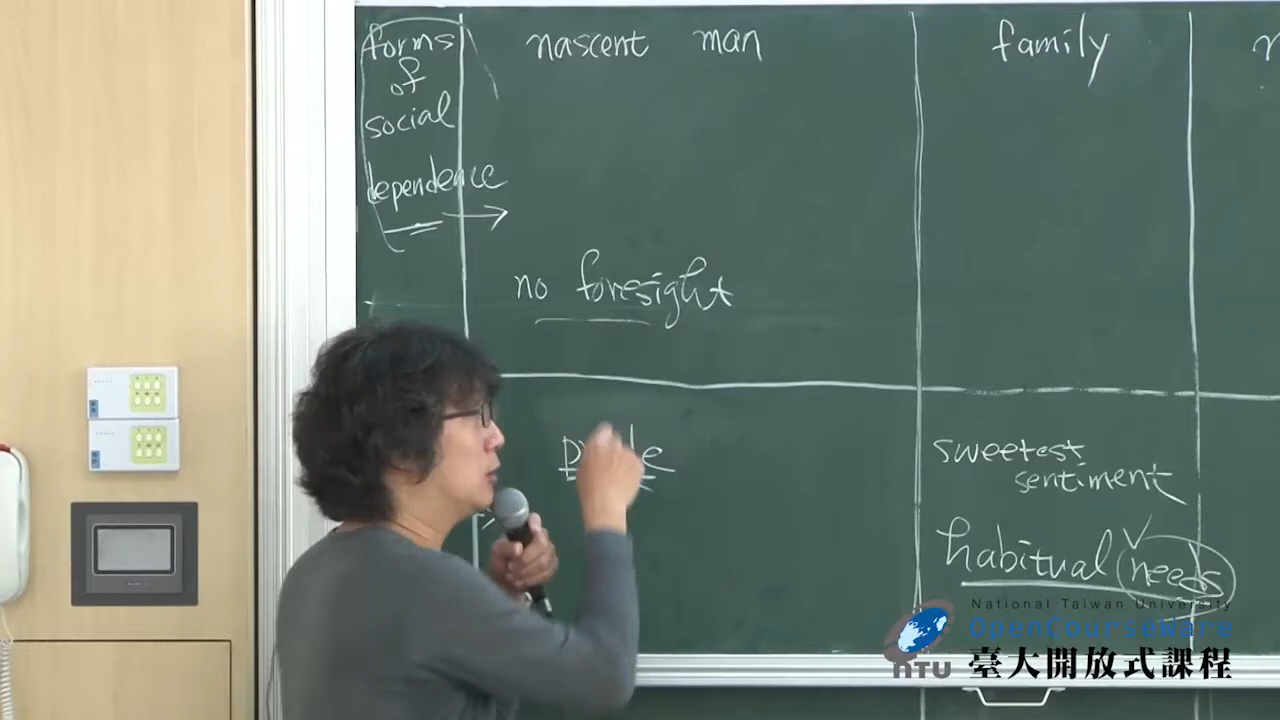 forms
of
social
dependence
nascent man
family
no foresight
sweetest
sentiment
habitual needs
National Taiwan University
OpenCourseWare
臺大開放式課程
NTU